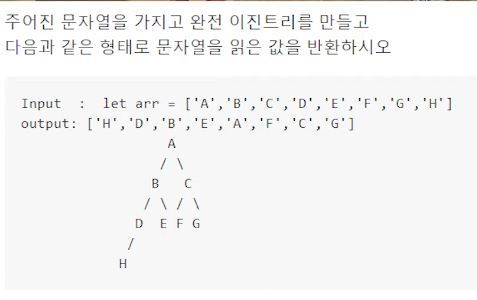 주어진 문자열을 가지고 완전 이진트리를 만들고
다음과 같은 형태로 문자열을 읽은 값을 반환하시오
Input : let arr = ['A','B','C','D','E','F','G','H']
output: ['H','D','B','E','A','F','C','G']
A
/ \
B C
/ \ / \
D E F G
/
H